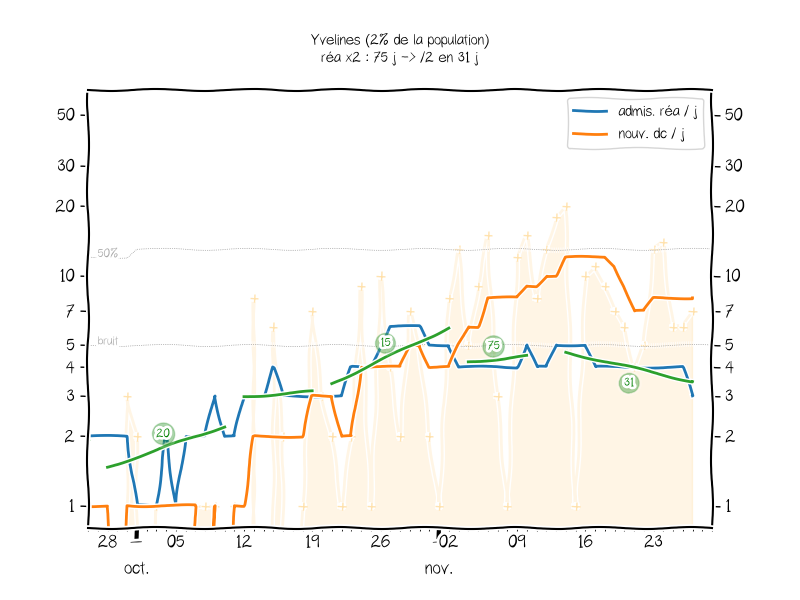 Yvelines (2% de la population)
réa x2 : 75 j -> /2 en 31 j
admis. réa / j
nouv. dc / j
50 50
30 30
20 20
50%
10 10
7 7
15
bruit 75
5 5
4 4
31
3 3
20
2 2
1 1
28 05 12 19 26 02 09 16 23
oct. nov.